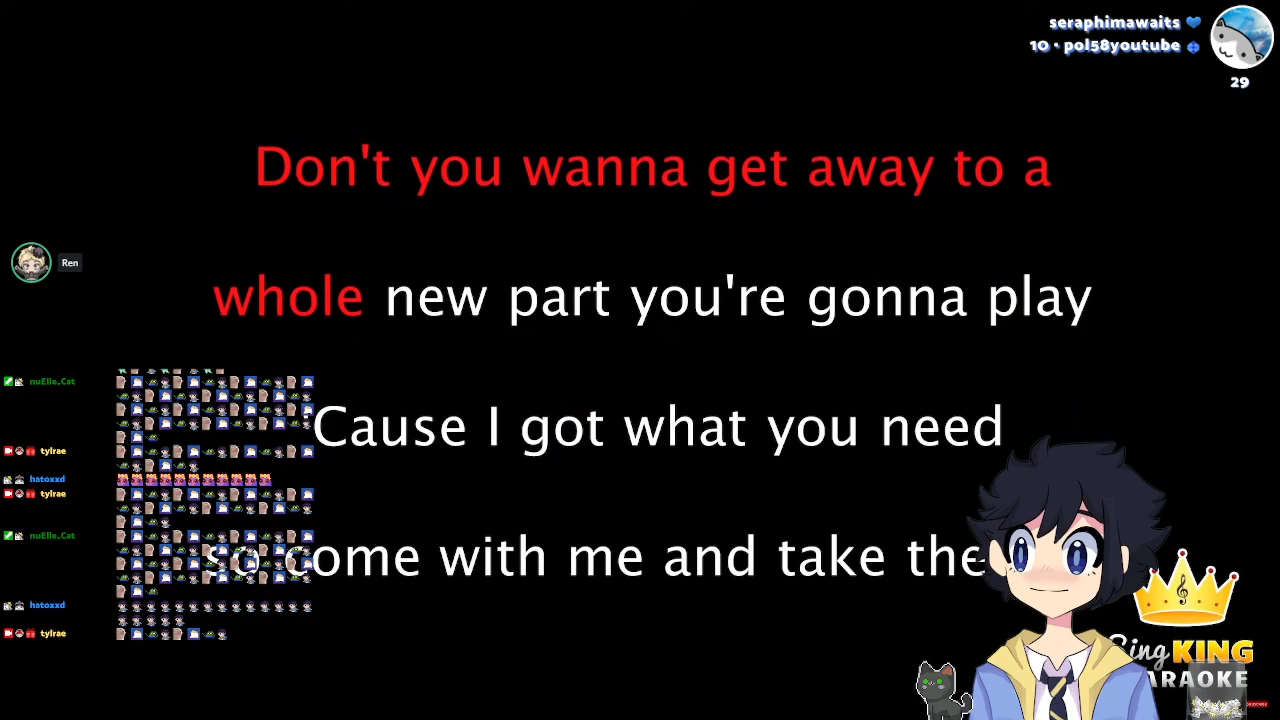 seraphimawaits
10 • pol58youtube
29
Don't you wanna get away to a
whole new part you're gonna play
Ren
'Cause I got what you need
so come with me and take the
nuElle_Cat
tylrae
hatoxxd
tylrae
nuElle_Cat
hatoxxd
tylrae
Sing KING
ARAOKE